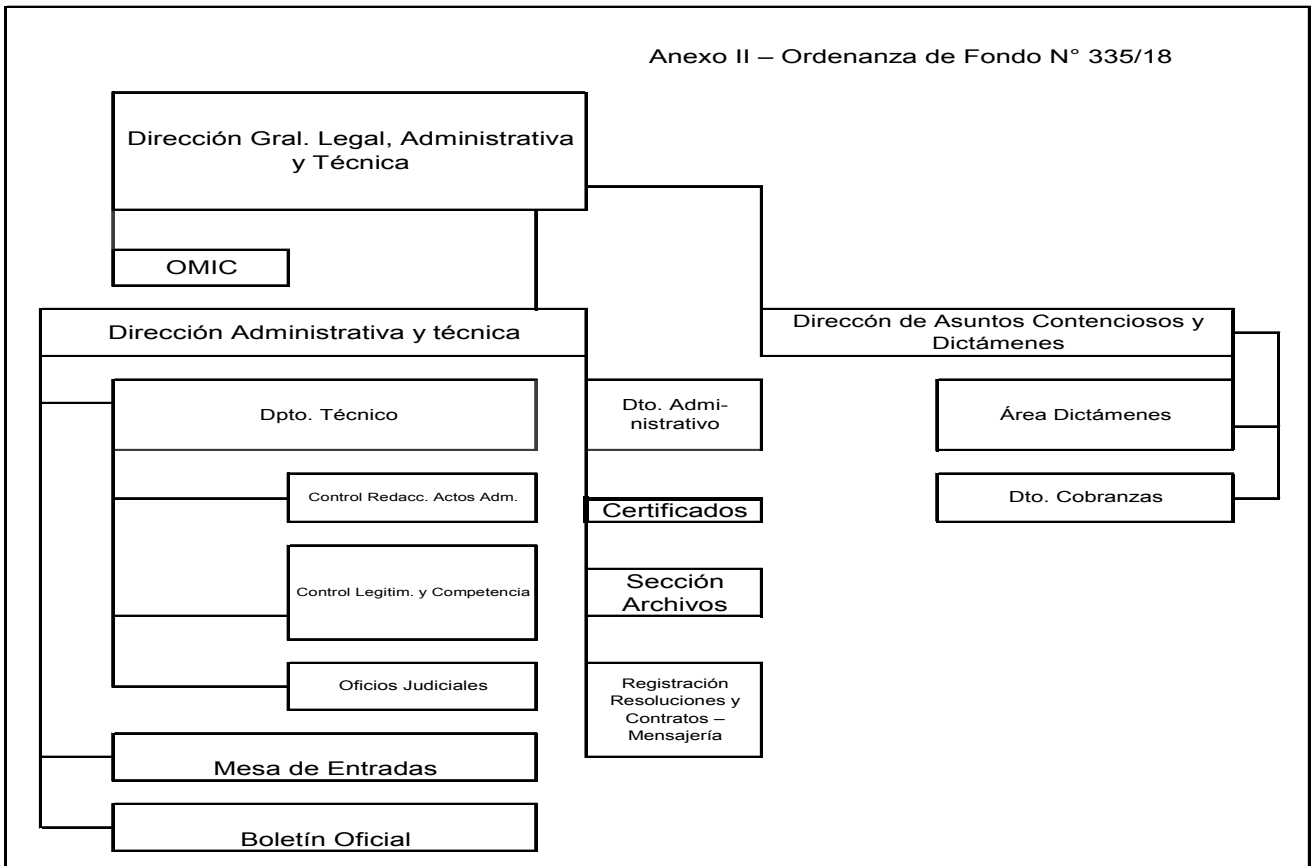 Anexo II – Ordenanza de Fondo N° 335/18
Dirección Gral. Legal, Administrativa
y Técnica
OMIC
Dirección Administrativa y técnica
Direccón de Asuntos Contenciosos y
Dictámenes
Dpto. Técnico
Dto. Admi-
nistrativo
Área Dictámenes
Control Redacc. Actos Adm.
Certificados
Dto. Cobranzas
Control Legitim. y Competencia
Sección
Archivos
Oficios Judiciales
Registración
Resoluciones y
Contratos –
Mensajería
Mesa de Entradas
Boletín Oficial